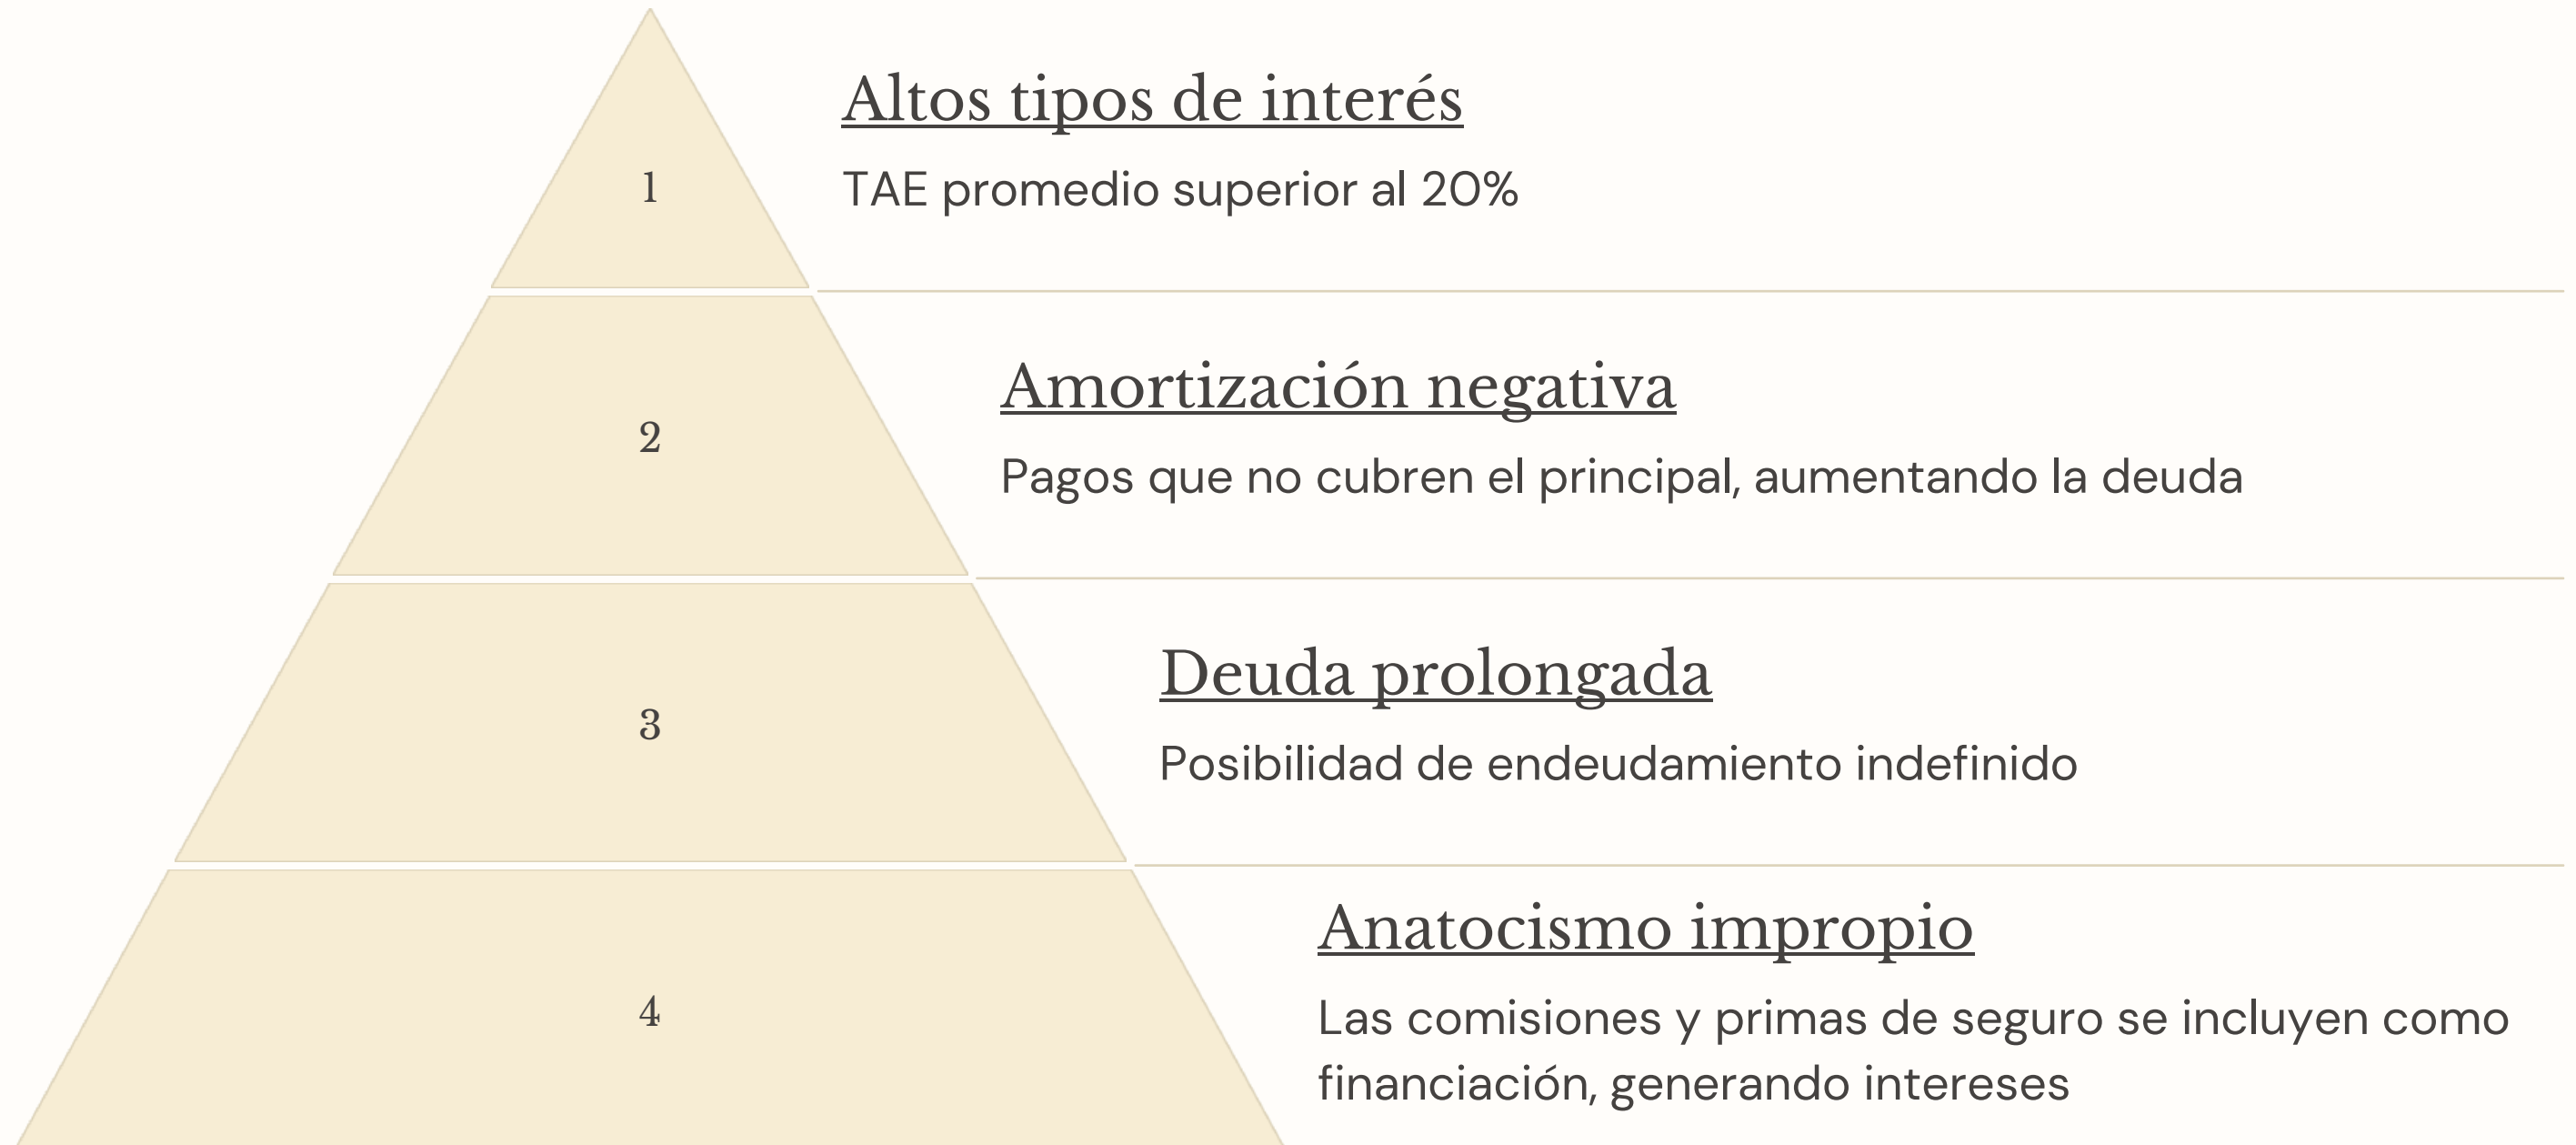 1
Altos tipos de interés
TAE promedio superior al 20%
2
Amortización negativa
Pagos que no cubren el principal, aumentando la deuda
3
Deuda prolongada
Posibilidad de endeudamiento indefinido
4
Anatocismo impropio
Las comisiones y primas de seguro se incluyen como
financiación, generando intereses